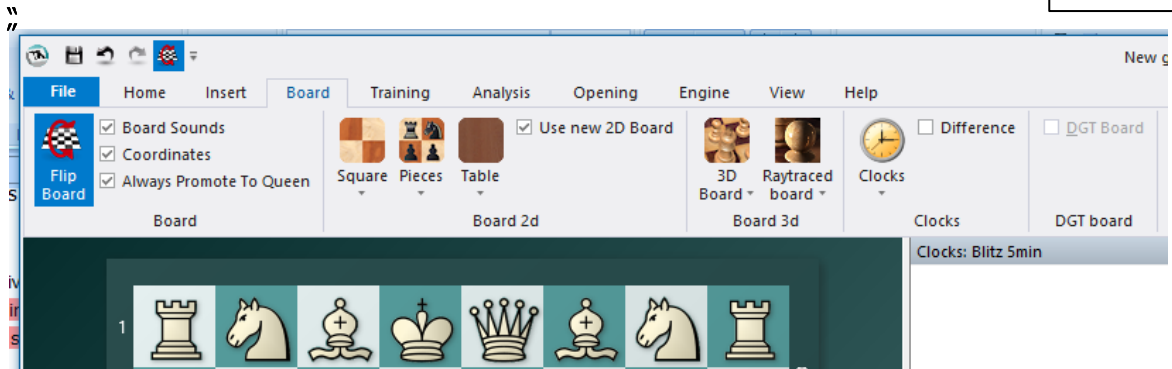 "
New g
File Home Insert Board Training Analysis Opening Engine View Help
Board Sounds
Coordinates
Always Promote To Queen
Flip
Board
Square Pieces Table
Use new 2D Board
3D
Board
Raytraced
board
Clocks
Difference
DGT Board
Board Board 2d Board 3d Clocks DGT board
Clocks: Blitz 5min
1